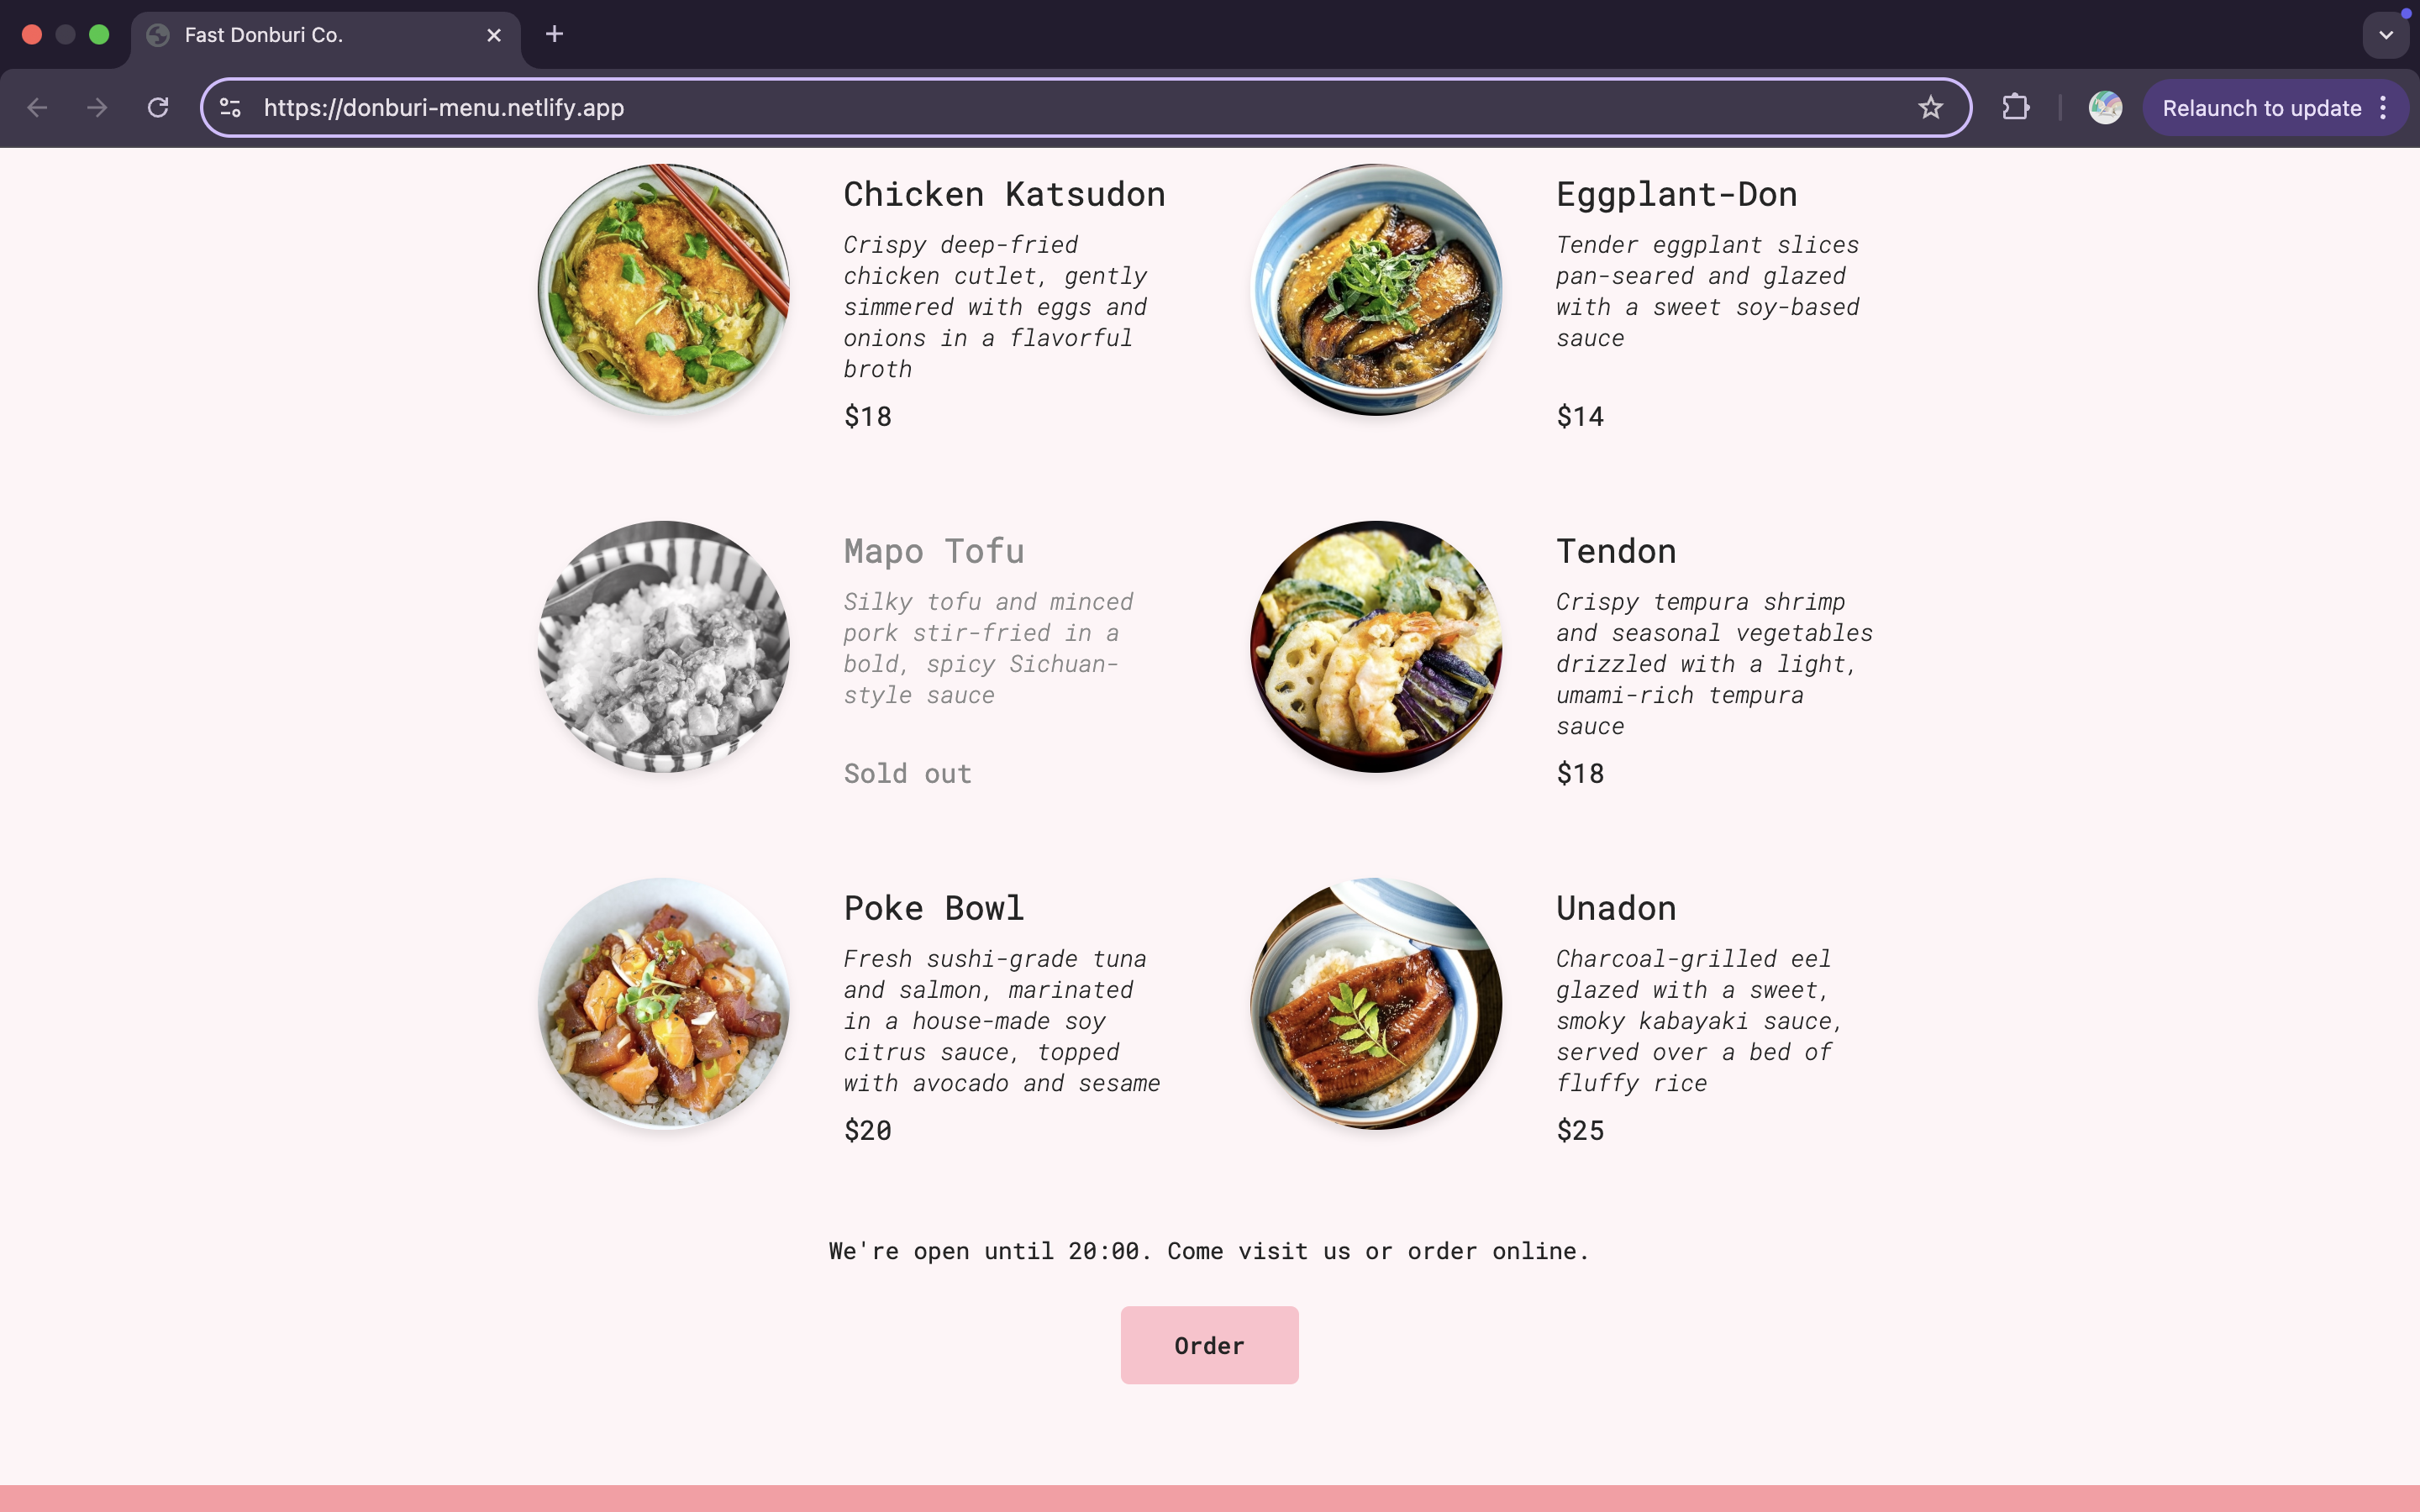 Fast Donburi Co.
https://donburi-menu.netlify.app
Relaunch to update
Chicken Katsudon
Crispy deep-fried
chicken cutlet, gently
simmered with eggs and
onions in a flavorful
broth
$18
Eggplant-Don
Tender eggplant slices
pan-seared and glazed
with a sweet soy-based
sauce
$14
Mapo Tofu
Silky tofu and minced
pork stir-fried in a
bold, spicy Sichuan-
style sauce
Sold out
Tendon
Crispy tempura shrimp
and seasonal vegetables
drizzled with a light,
umami-rich tempura
sauce
$18
Poke Bowl
Fresh sushi-grade tuna
and salmon, marinated
in a house-made soy
citrus sauce, topped
with avocado and sesame
$20
Unadon
Charcoal-grilled eel
glazed with a sweet,
smoky kabayaki sauce,
served over a bed of
fluffy rice
$25
We're open until 20:00. Come visit us or order online.
Order